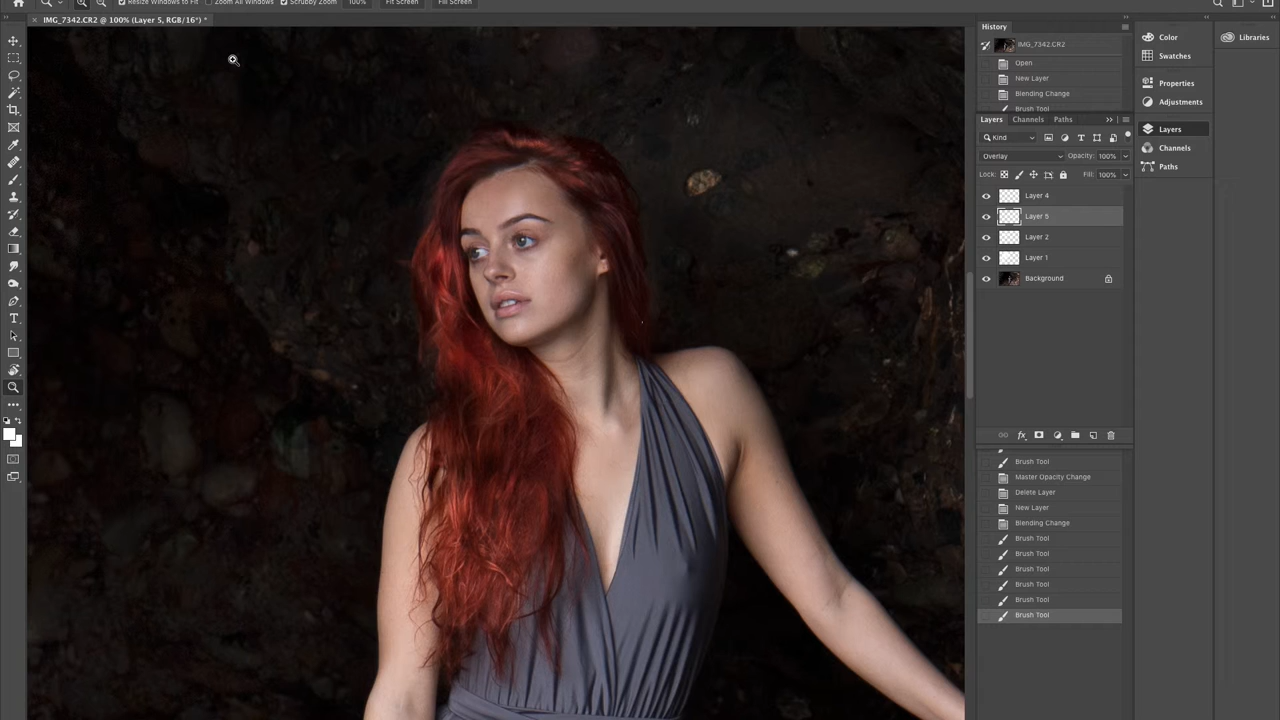 Resize Windows to Fit Zoom All Windows Scrubby Zoom 100% Fit Screen Fill Screen
× IMG_7342.CR2 @ 100% (Layer 5, RGB/16*) *
History
IMG_7342.CR2
Open
New Layer
Blending Change
Brush Tool
Layers Channels Paths
Kind
Overlay Opacity: 100%
Lock: Fill: 100%
Layer 4
Layer 5
Layer 2
Layer 1
Background
fx
Brush Tool
Master Opacity Change
Delete Layer
New Layer
Blending Change
Brush Tool
Brush Tool
Brush Tool
Brush Tool
Brush Tool
Brush Tool
Color
Swatches
Properties
Adjustments
Layers
Channels
Paths
Libraries